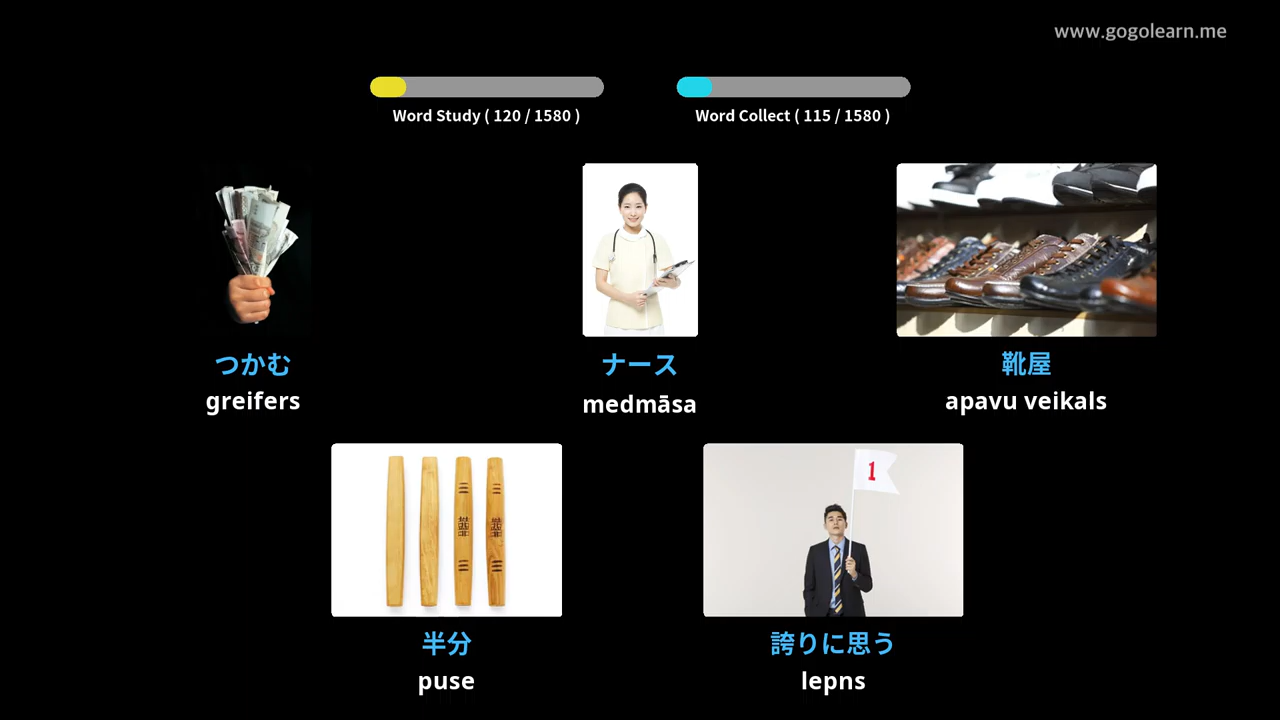 www.gogolearn.me
Word Study ( 120 / 1580 )
Word Collect ( 115 / 1580 )
つかむ
greifers
ナース
medmāsa
靴屋
apavu veikals
1
半分
puse
誇りに思う
lepns